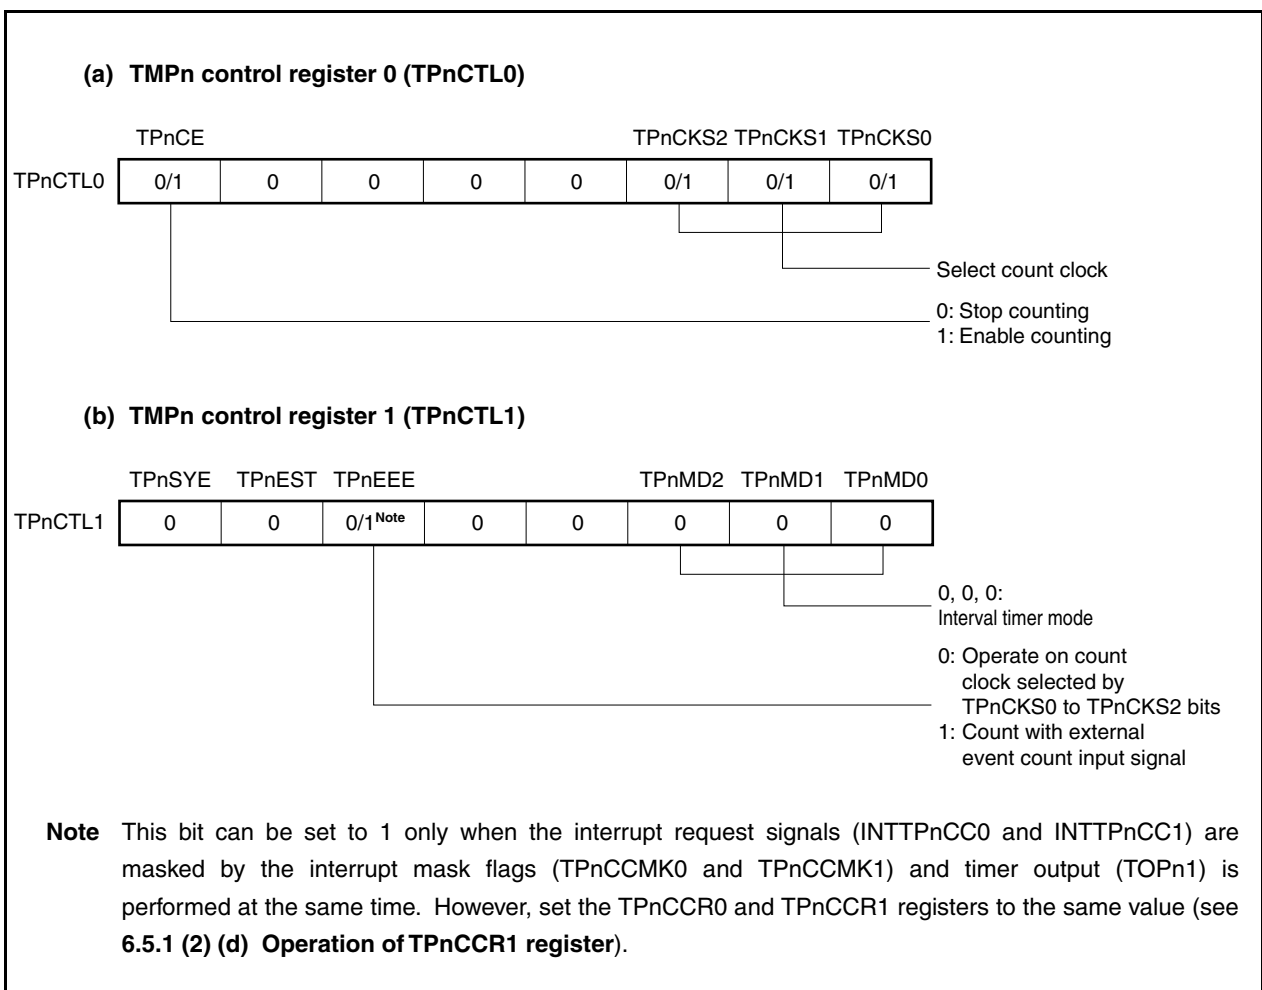 (a) TMPn control register 0 (TPnCTL0)
TPnCE TPnCKS2 TPnCKS1 TPnCKS0
TPnCTL0 0/1 0 0 0 0 0/1 0/1 0/1
Select count clock
0: Stop counting
1: Enable counting
(b) TMPn control register 1 (TPnCTL1)
TPnSYE TPnEST TPnEEE TPnMD2 TPnMD1 TPnMD0
TPnCTL1 0 0 0/1Note 0 0 0 0 0
0, 0, 0:
Interval timer mode
0: Operate on count
clock selected by
TPnCKS0 to TPnCKS2 bits
1: Count with external
event count input signal
Note This bit can be set to 1 only when the interrupt request signals (INTTPnCC0 and INTTPnCC1) are
masked by the interrupt mask flags (TPnCCMK0 and TPnCCMK1) and timer output (TOPn1) is
performed at the same time. However, set the TPnCCR0 and TPnCCR1 registers to the same value (see
6.5.1 (2) (d) Operation of TPnCCR1 register).